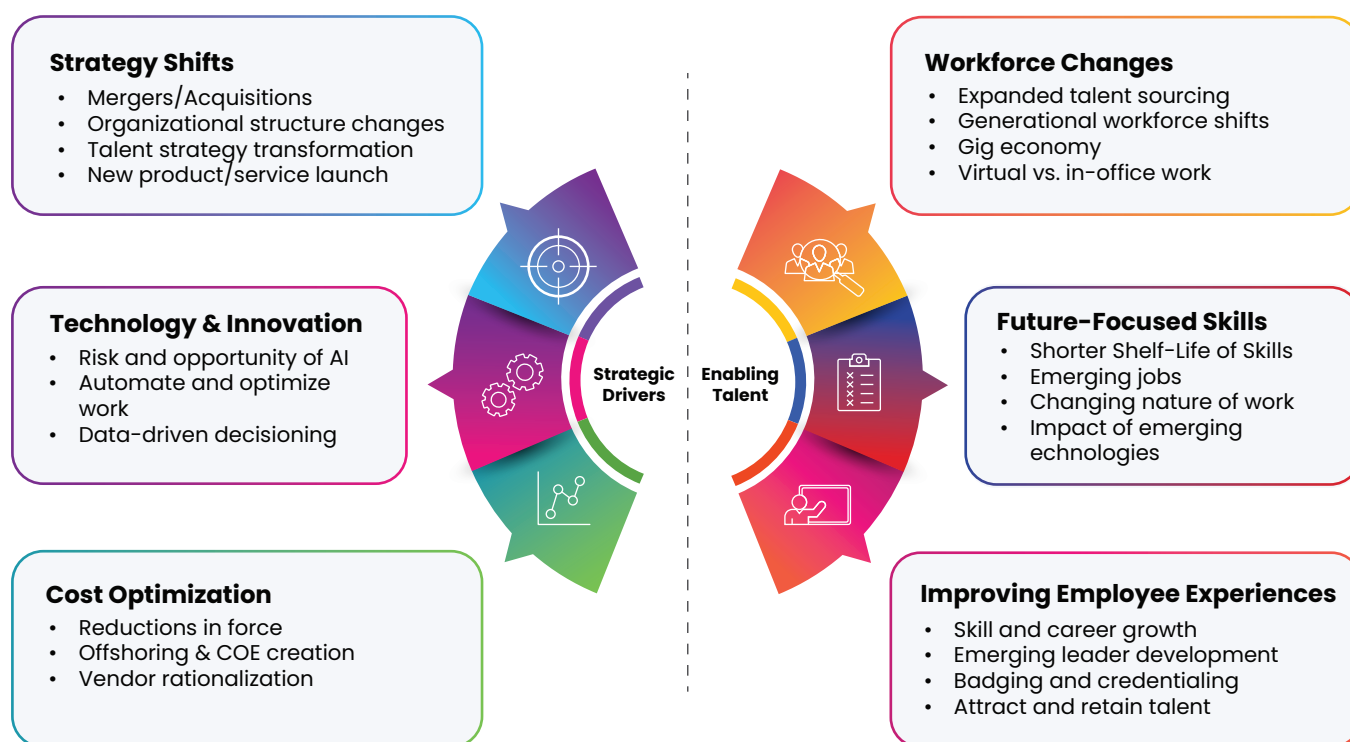 Strategy Shifts
• Mergers/Acquisitions
• Organizational structure changes
• Talent strategy transformation
• New product/service launch
Technology & Innovation
• Risk and opportunity of AI
• Automate and optimize
work
• Data-driven decisioning
Cost Optimization
• Reductions in force
• Offshoring & COE creation
• Vendor rationalization
Strategic
Drivers
Enabling
Talent
Workforce Changes
• Expanded talent sourcing
• Generational workforce shifts
• Gig economy
• Virtual vs. in-office work
Future-Focused Skills
• Shorter Shelf-Life of Skills
• Emerging jobs
• Changing nature of work
• Impact of emerging
echnologies
Improving Employee Experiences
• Skill and career growth
• Emerging leader development
• Badging and credentialing
• Attract and retain talent